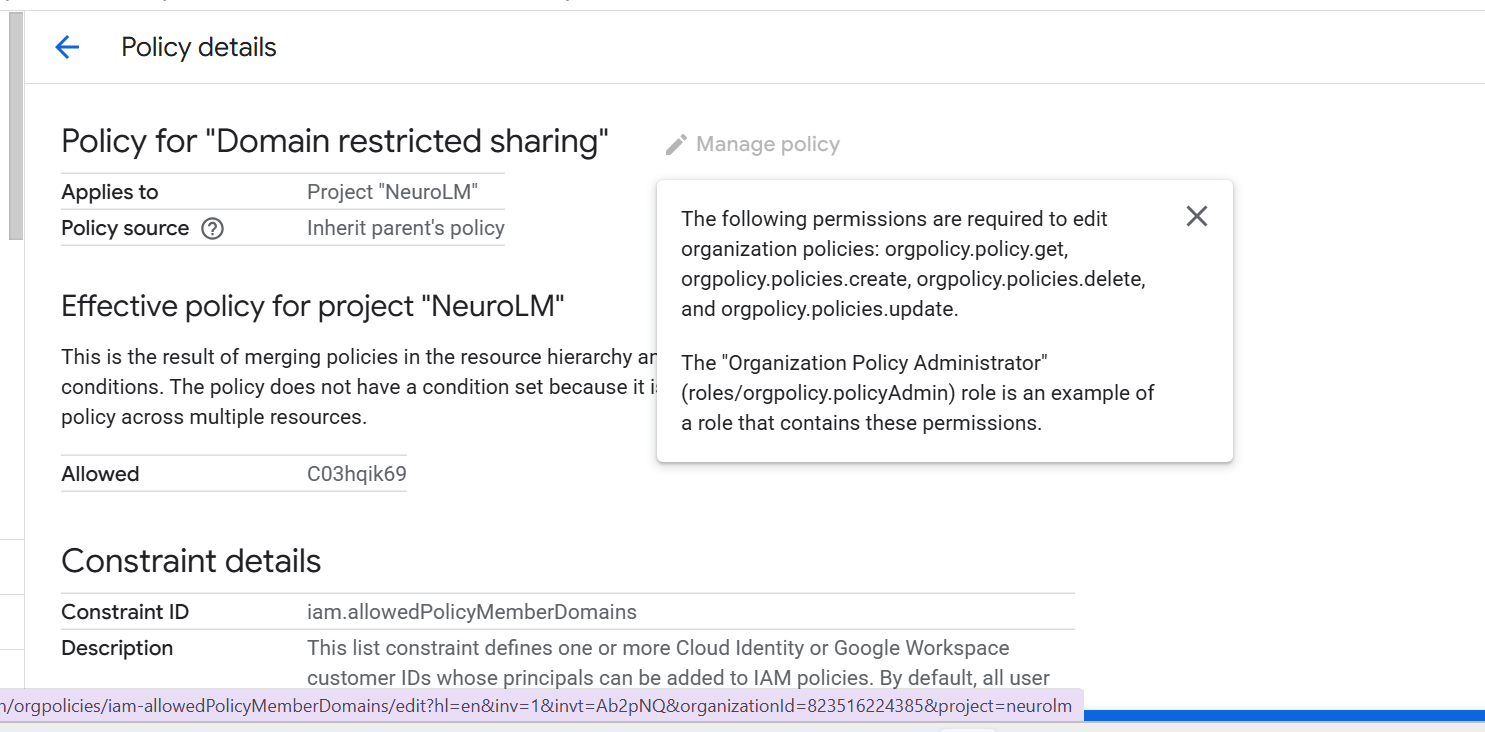 Policy details
Policy for "Domain restricted sharing"
Manage policy
Applies to Project "NeuroLM"
Policy source Inherit parent's policy
The following permissions are required to edit
organization policies: orgpolicy.policy.get,
orgpolicy.policies.create, orgpolicy.policies.delete,
and orgpolicy.policies.update.
The "Organization Policy Administrator"
(roles/orgpolicy.policyAdmin) role is an example of
a role that contains these permissions.
Effective policy for project "NeuroLM"
This is the result of merging policies in the resource hierarchy
conditions. The policy does not have a condition set because it
policy across multiple resources.
Allowed C03hqik69
Constraint details
Constraint ID iam.allowedPolicyMemberDomains
Description This list constraint defines one or more Cloud Identity or Google Workspace
customer IDs whose principals can be added to IAM policies. By default, all user
/orgpolicies/iam-allowedPolicyMemberDomains/edit?hl=en&inv=1&invt=Ab2pNQ&organizationId=823516224385&project=neurolm